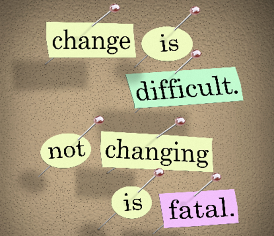 change is
difficult.
not changing
is fatal.